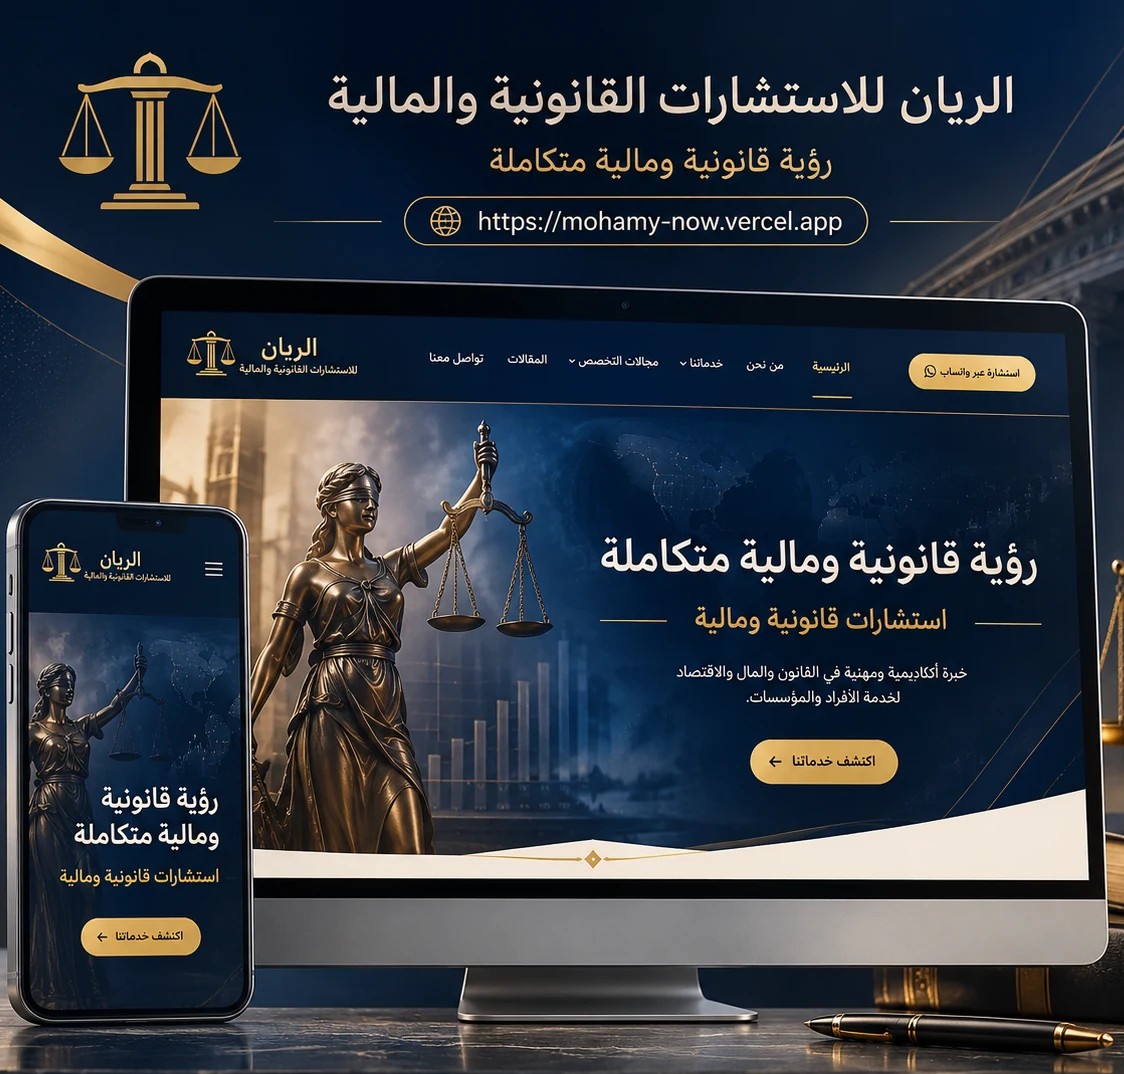 الريان للاستشارات القانونية والمالية
رؤية قانونية ومالية متكاملة
https://mohamy-now.vercel.app
الريان
للاستشارات القانونية والمالية
استشارة عبر واتساب
الرئيسية
من نحن
خدماتنا
مجالات التخصص
المقالات
تواصل معنا
رؤية قانونية ومالية متكاملة
استشارات قانونية ومالية
خبرة أكاديمية ومهنية في القانون والمال والاقتصاد
لخدمة الأفراد والمؤسسات.
اكتشف خدماتنا
الريان
للاستشارات القانونية والمالية
رؤية قانونية
ومالية متكاملة
استشارات قانونية ومالية
اكتشف خدماتنا